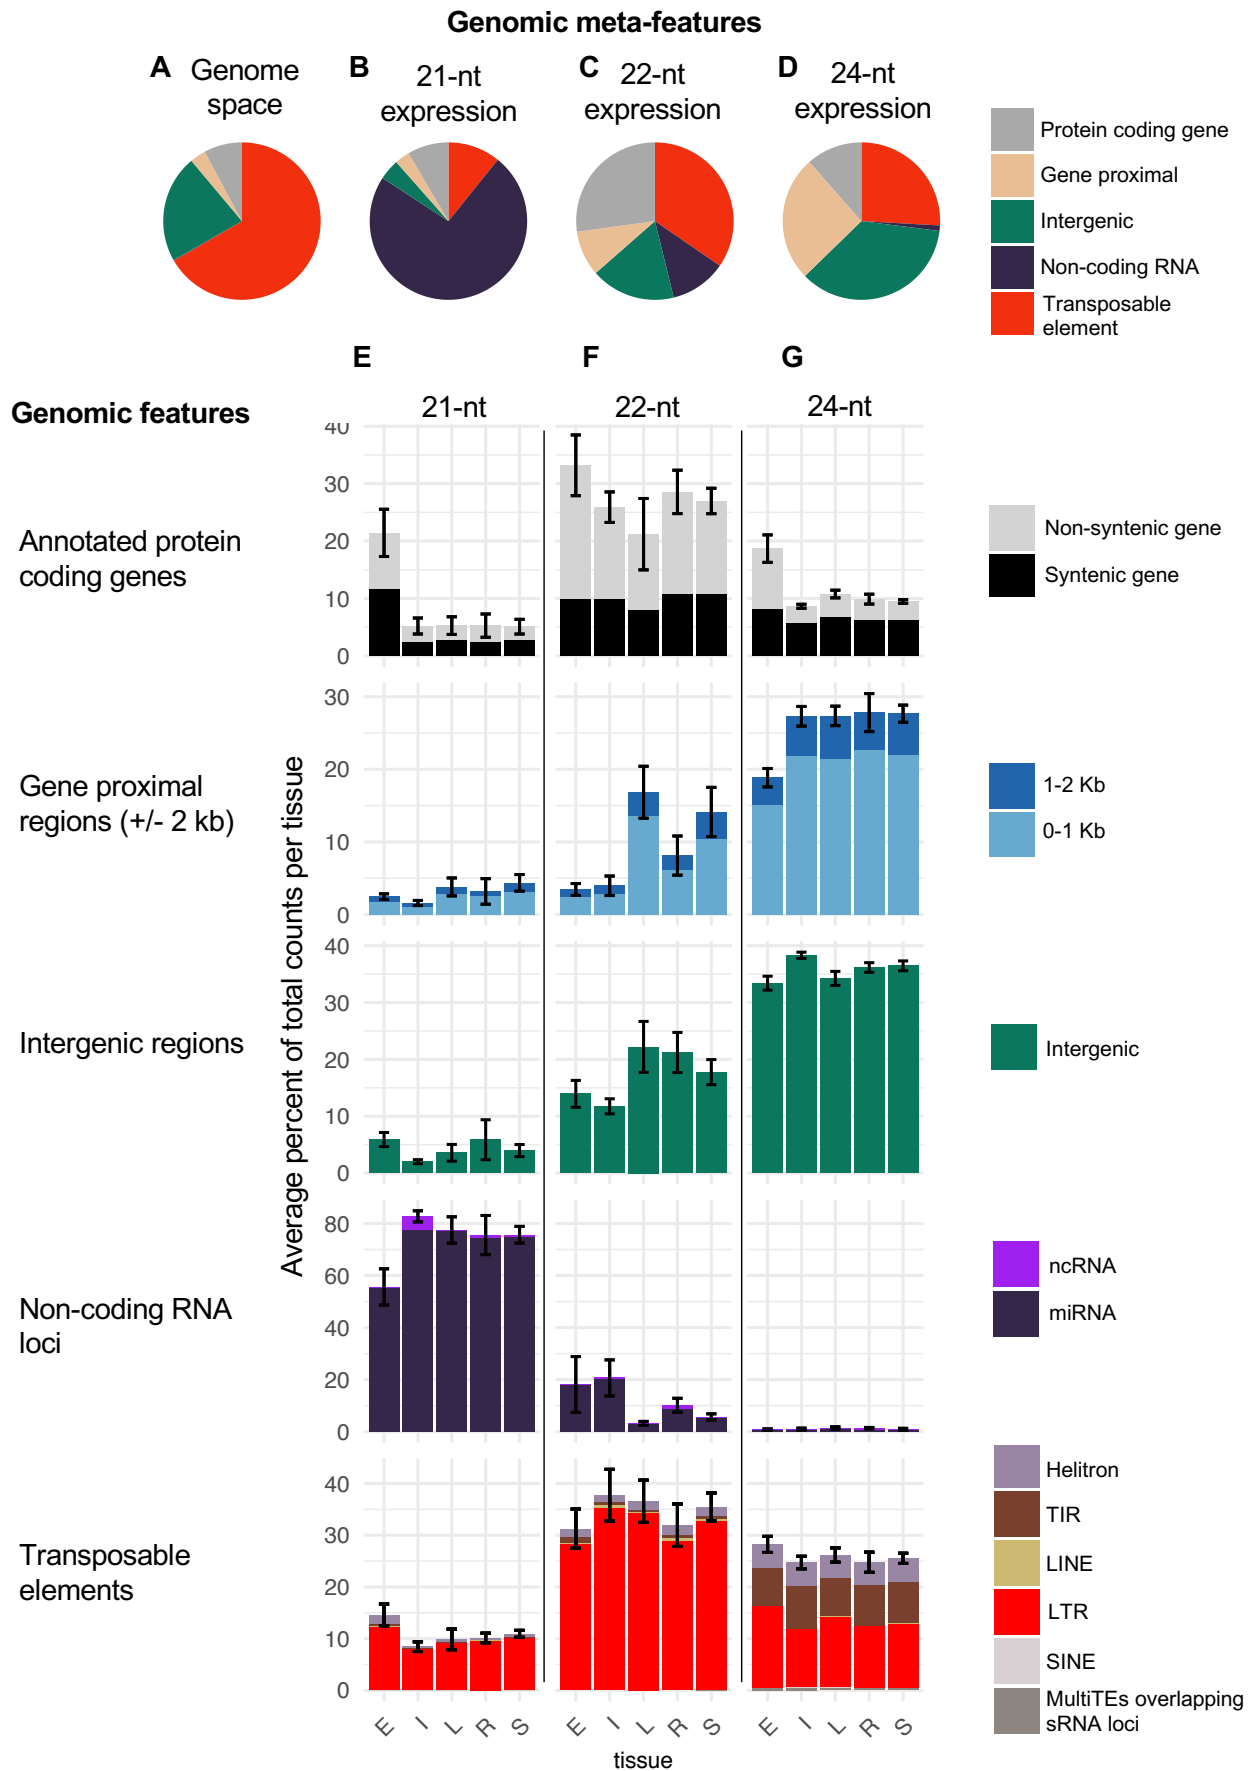 Genomic meta-features
A Genome space
B 21-nt expression
C 22-nt expression
D 24-nt expression
Protein coding gene
Gene proximal
Intergenic
Non-coding RNA
Transposable element
E F G
Genomic features
21-nt 22-nt 24-nt
Average percent of total counts per tissue
Annotated protein coding genes
40
30
20
10
0
Non-syntenic gene
Syntenic gene
Gene proximal regions (+/- 2 kb)
30
20
10
0
1-2 Kb
0-1 Kb
Intergenic regions
40
30
20
10
0
Intergenic
Non-coding RNA loci
80
60
40
20
0
ncRNA
miRNA
Transposable elements
40
30
20
10
0
Helitron
TIR
LINE
LTR
SINE
MultiTEs overlapping sRNA loci
E I L R S E I L R S E I L R S
tissue